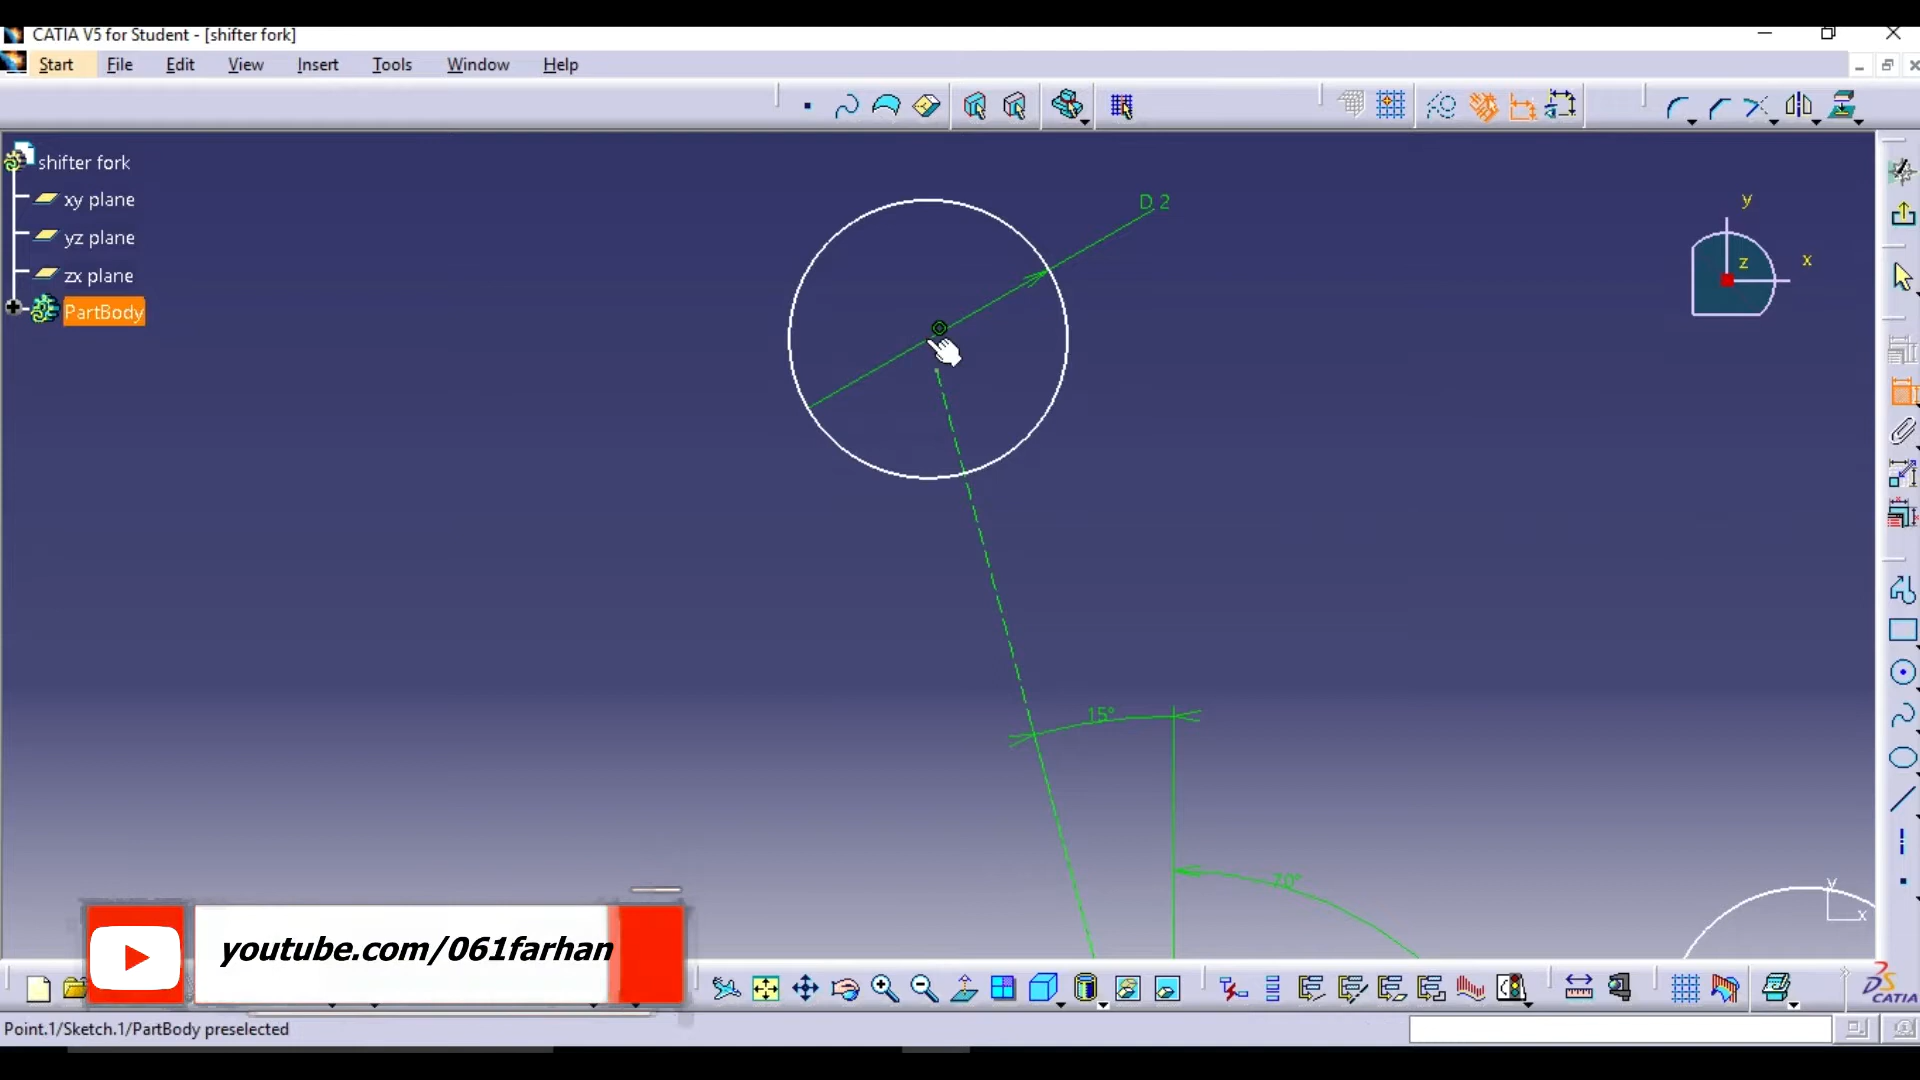 CATIA V5 for Student - [shifter fork]
Start File Edit View Insert Tools Window Help
shifter fork
xy plane
yz plane
zx plane
PartBody
D 2
y
x
z
15°
70°
y
x
youtube.com/061farhan
CATIA
Point.1/Sketch.1/PartBody preselected